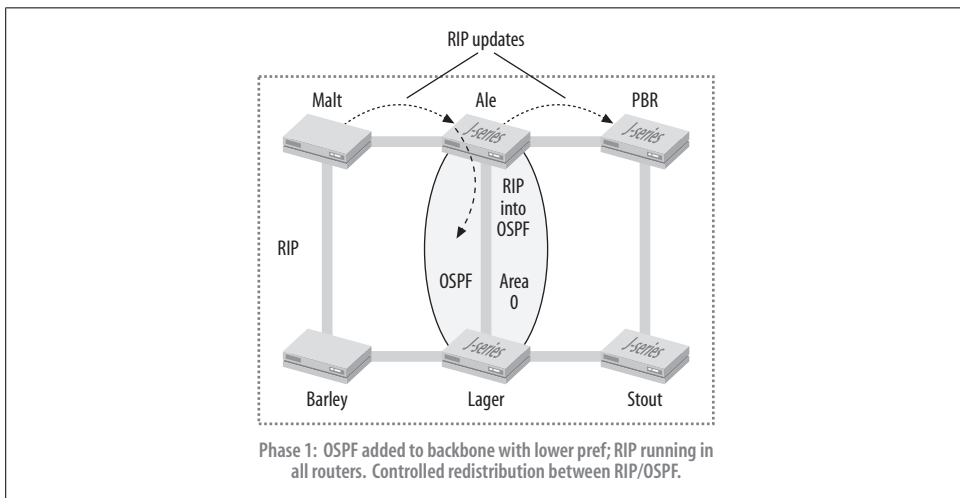 RIP updates
Malt
Ale
PBR
J-series
J-series
RIP
into
OSPF
RIP
OSPF
Area
0
J-series
J-series
Barley
Lager
Stout
Phase 1: OSPF added to backbone with lower pref; RIP running in
all routers. Controlled redistribution between RIP/OSPF.